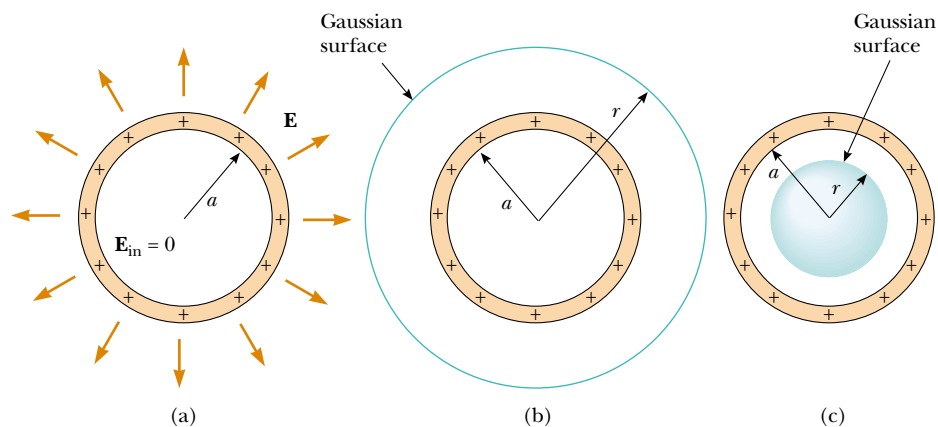 Gaussian
surface
E
a
E_in = 0
+ + + + + + + + + + + +
(a)
r
a
+ + + + + + + + + + + +
(b)
Gaussian
surface
a
r
+ + + + + + + + + + + +
(c)